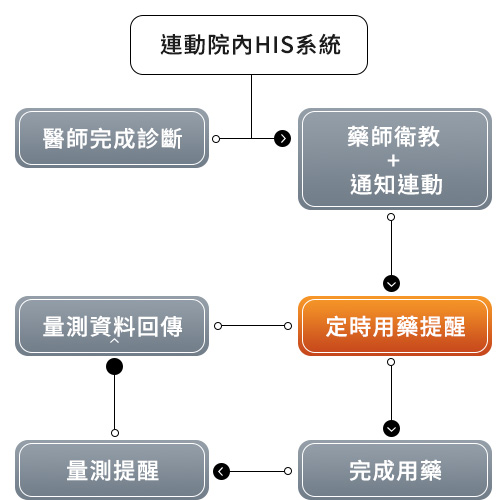 連動院內HIS系統
醫師完成診斷
藥師衛教
+
通知連動
量測資料回傳
定時用藥提醒
量測提醒
完成用藥